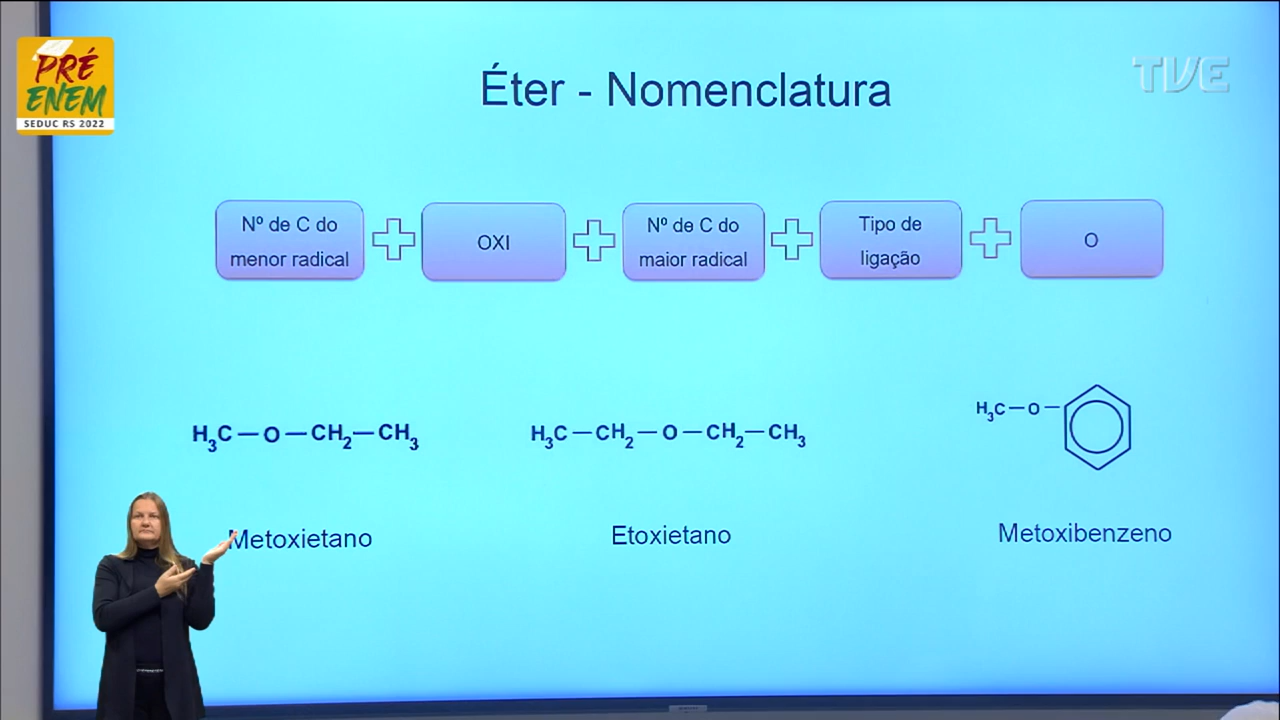 PRÉ
ENEM
SEDUC RS 2022
TVE
Éter - Nomenclatura
Nº de C do
menor radical
OXI
Nº de C do
maior radical
Tipo de
ligação
O
H₃C—O—CH₂—CH₃
H₃C—CH₂—O—CH₂—CH₃
H₃C—O—
Metoxietano
Etoxietano
Metoxibenzeno